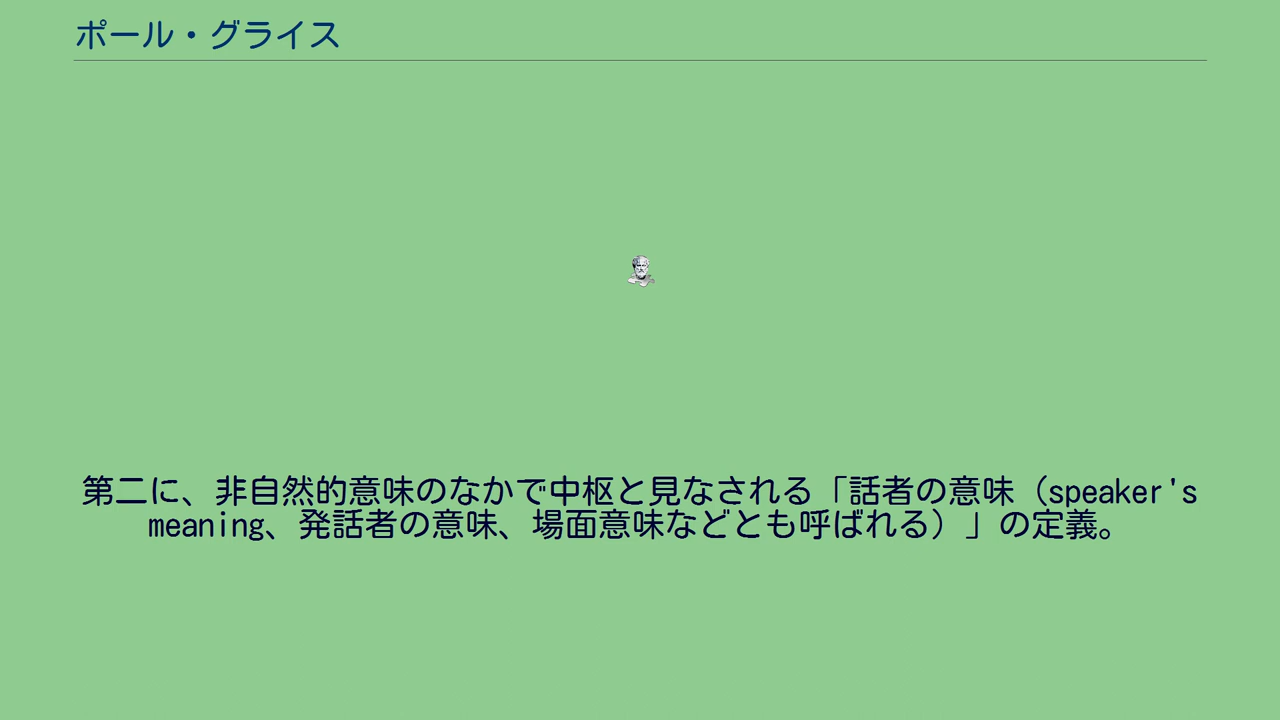 ポール・グライス
第二に、非自然的意味のなかで中枢と見なされる「話者の意味（speaker's
meaning、発話者の意味、場面意味などとも呼ばれる）」の定義。